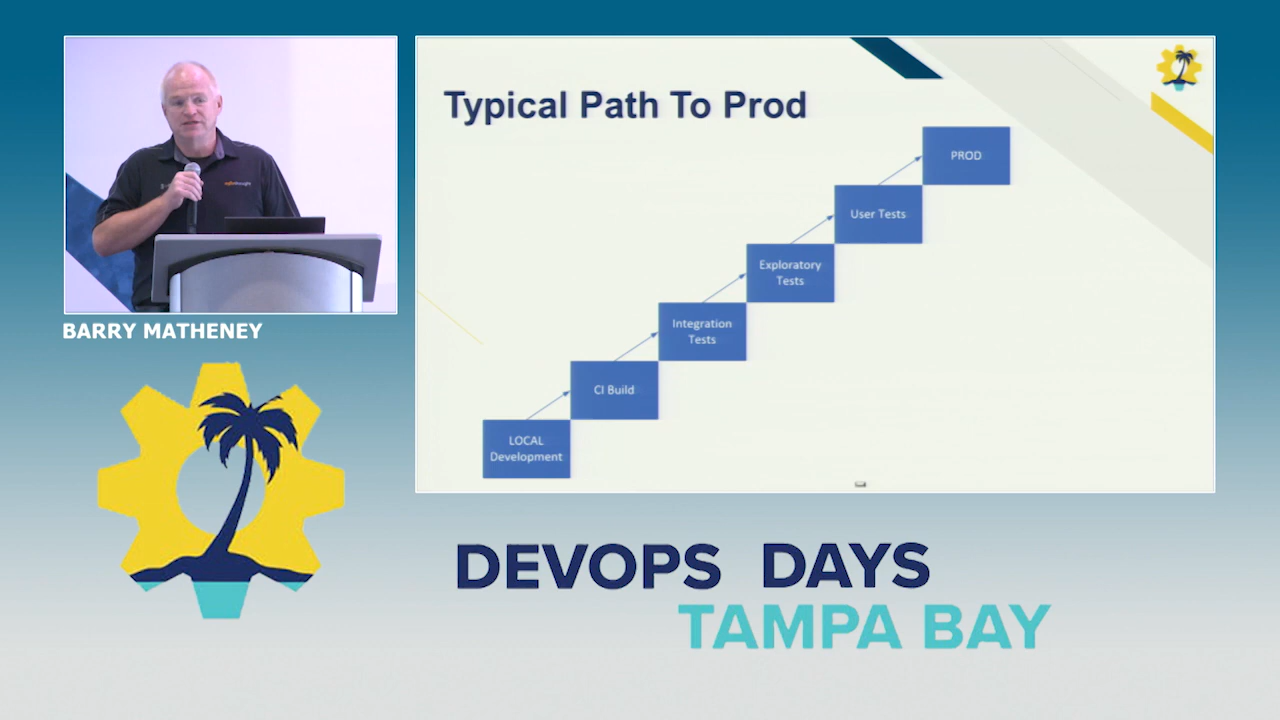 Typical Path To Prod
PROD
User Tests
Exploratory
Tests
Integration
Tests
CI Build
LOCAL
Development
BARRY MATHENEY
DEVOPS DAYS
TAMPA BAY